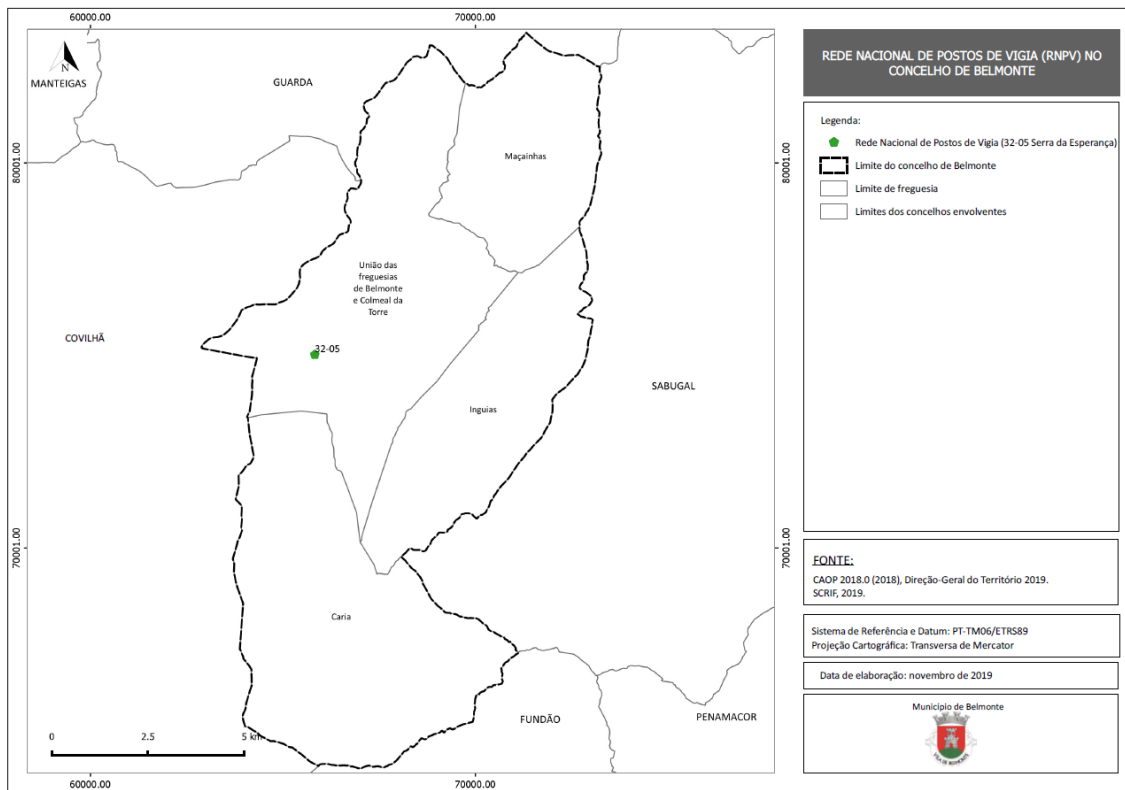 60000.00
70000.00
REDE NACIONAL DE POSTOS DE VIGIA (RNPV) NO
CONCELHO DE BELMONTE
N
MANTEIGAS
GUARDA
Legenda:
Rede Nacional de Postos de Vigia (32-05 Serra da Esperança)
Limite do concelho de Belmonte
Limite de freguesia
Limites dos concelhos envolventes
80001.00
80001.00
Maçainhas
União das
freguesias
de Belmonte
e Colmeal da
Torre
COVILHÃ
32-05
SABUGAL
Inguias
70001.00
70001.00
FONTE:
CAOP 2018.0 (2018), Direção-Geral do Território 2019.
SCRIF, 2019.
Caria
Sistema de Referência e Datum: PT-TM06/ETRS89
Projeção Cartográfica: Transversa de Mercator
Data de elaboração: novembro de 2019
FUNDÃO
PENAMACOR
Município de Belmonte
VILA DE BELMONTE
0
2.5
5 km
60000.00
70000.00